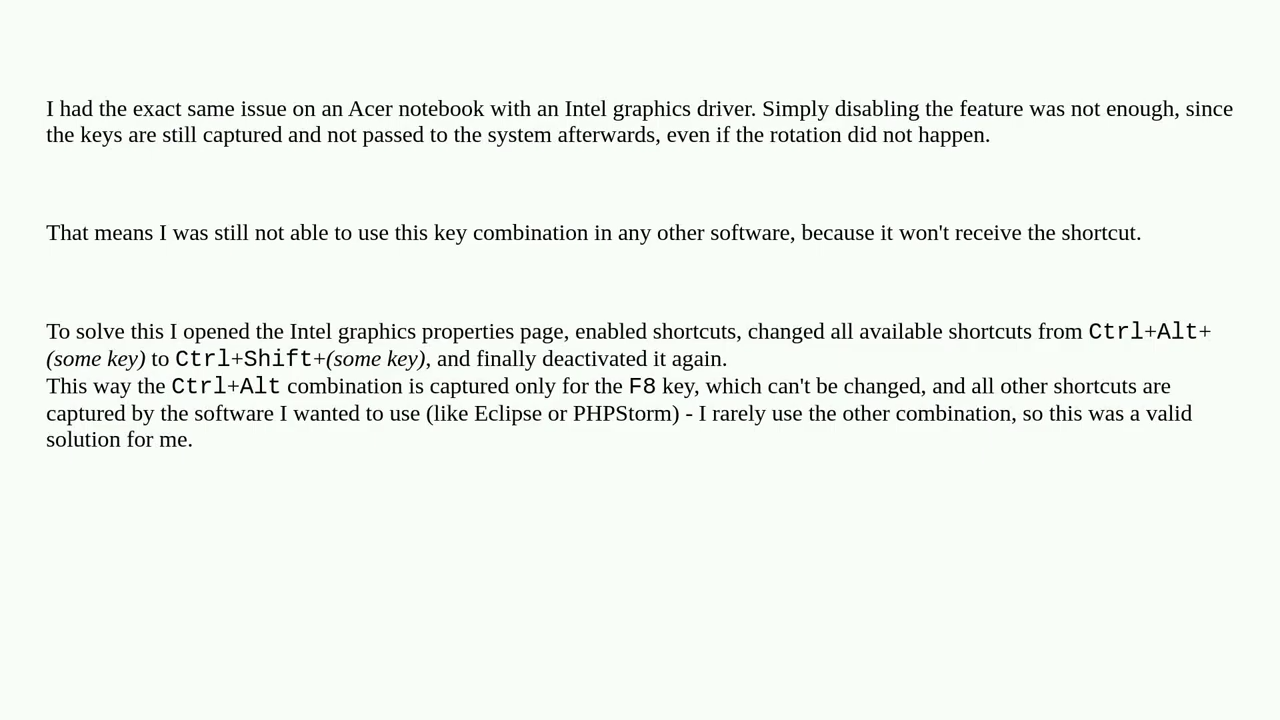 I had the exact same issue on an Acer notebook with an Intel graphics driver. Simply disabling the feature was not enough, since
the keys are still captured and not passed to the system afterwards, even if the rotation did not happen.
That means I was still not able to use this key combination in any other software, because it won't receive the shortcut.
To solve this I opened the Intel graphics properties page, enabled shortcuts, changed all available shortcuts from Ctrl+Alt+
(some key) to Ctrl+Shift+(some key), and finally deactivated it again.
This way the Ctrl+Alt combination is captured only for the F8 key, which can't be changed, and all other shortcuts are
captured by the software I wanted to use (like Eclipse or PHPStorm) - I rarely use the other combination, so this was a valid
solution for me.